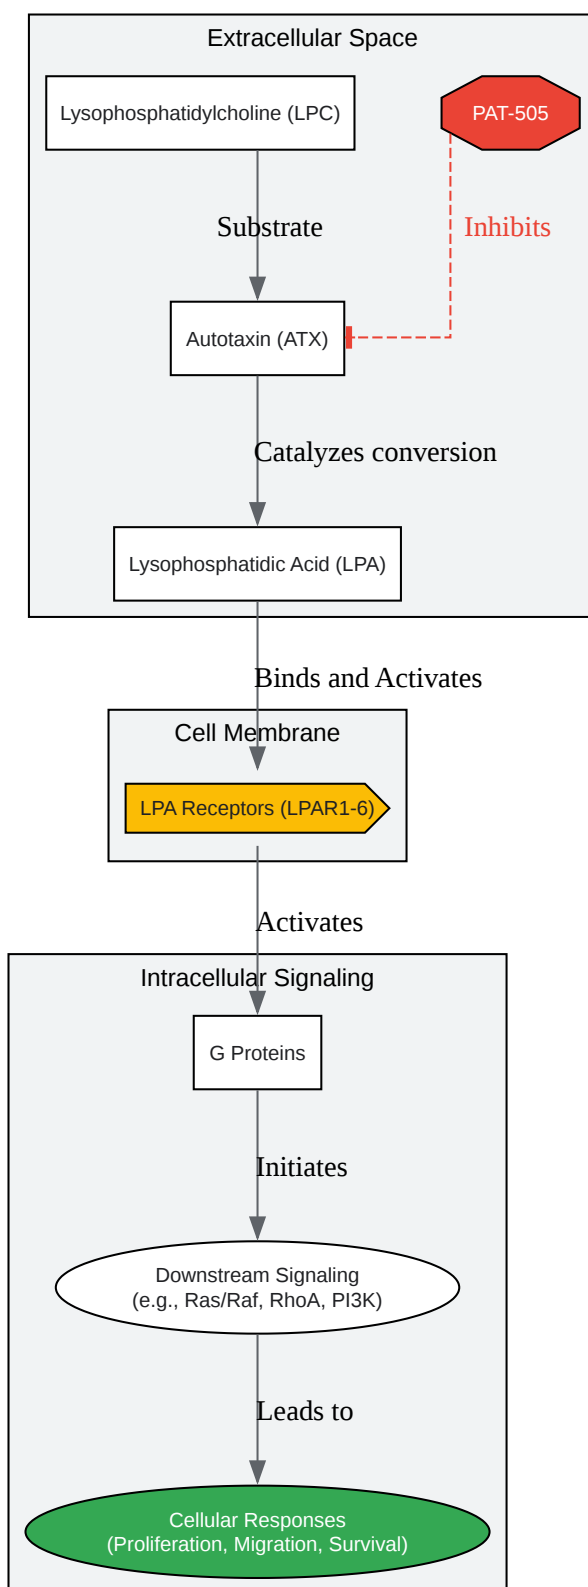 Extracellular Space
Lysophosphatidylcholine (LPC)
PAT-505
Substrate
Inhibits
Autotaxin (ATX)
Catalyzes conversion
Lysophosphatidic Acid (LPA)
Binds and Activates
Cell Membrane
LPA Receptors (LPAR1-6)
Activates
Intracellular Signaling
G Proteins
Initiates
Downstream Signaling
(e.g., Ras/Raf, RhoA, PI3K)
Leads to
Cellular Responses
(Proliferation, Migration, Survival)